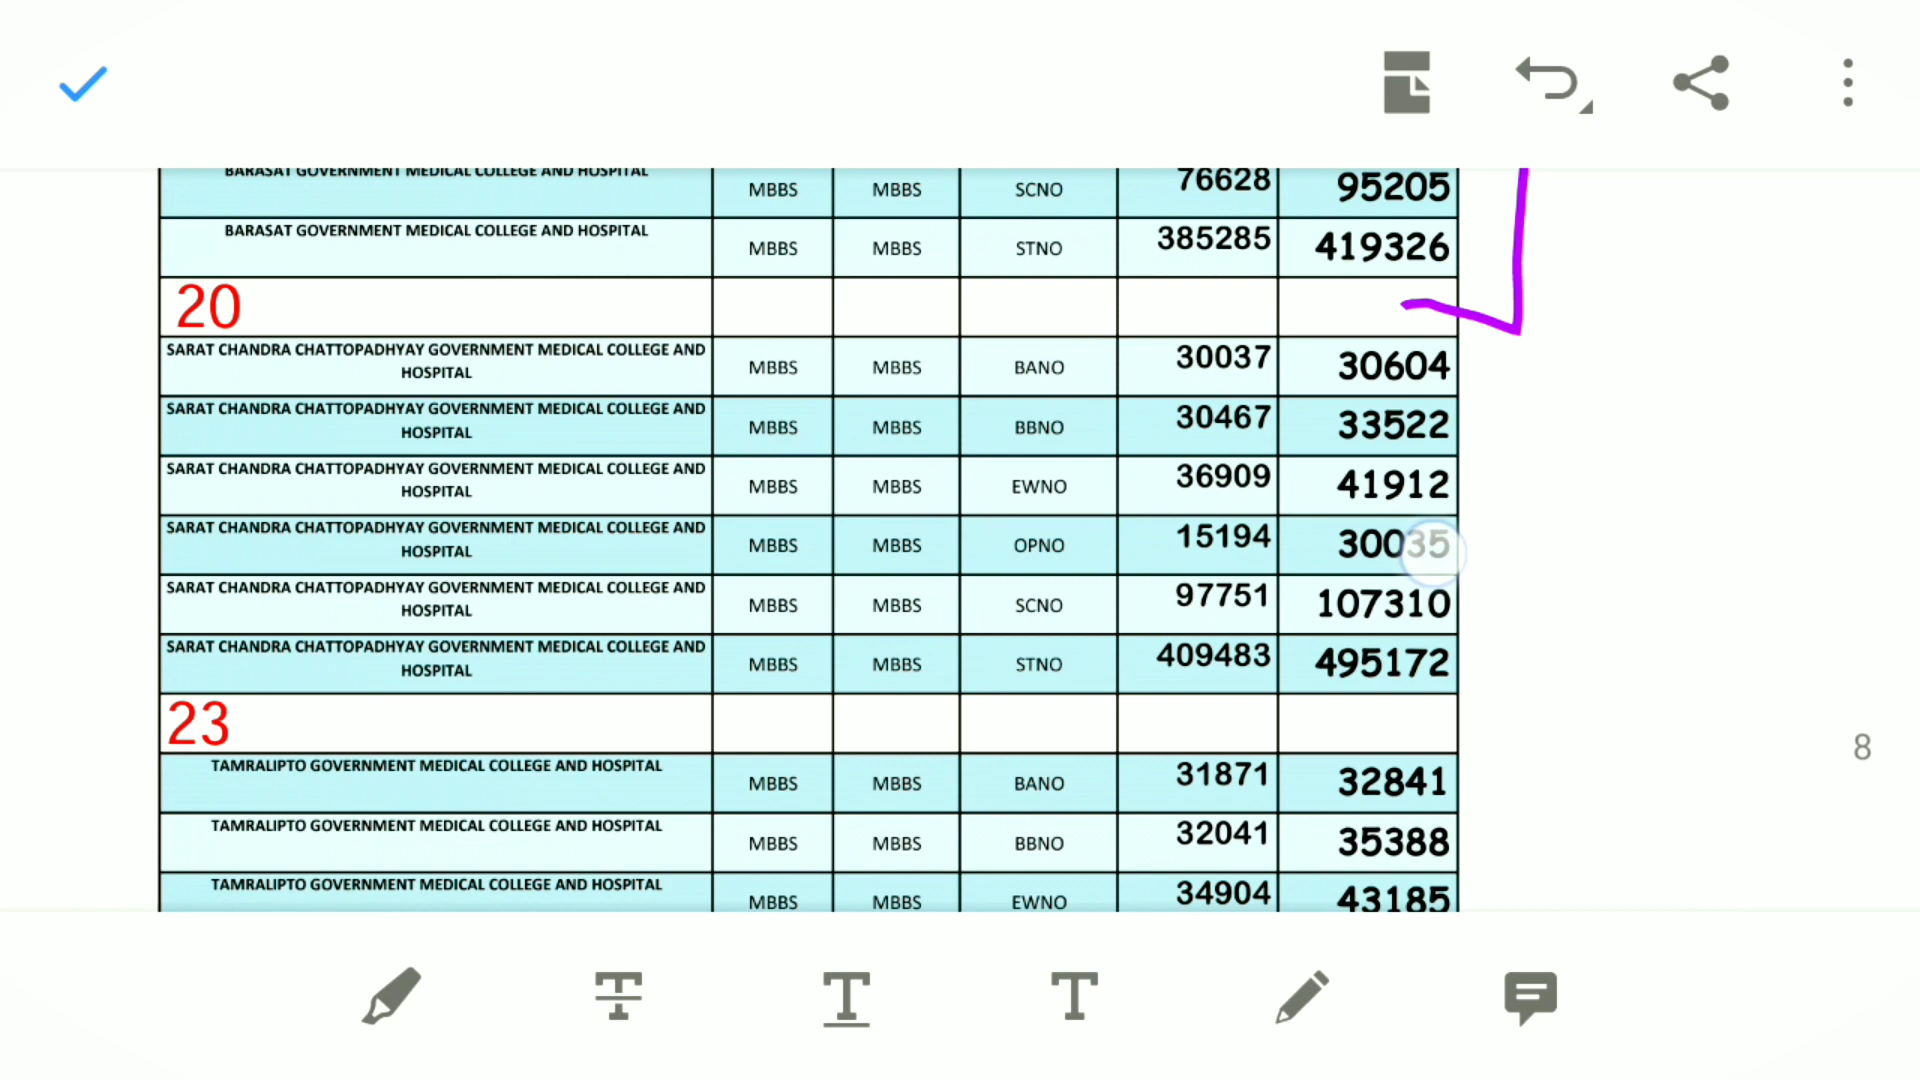 BARASAT GOVERNMENT MEDICAL COLLEGE AND HOSPITAL MBBS MBBS SCNO 76628 95205
BARASAT GOVERNMENT MEDICAL COLLEGE AND HOSPITAL MBBS MBBS STNO 385285 419326
20
SARAT CHANDRA CHATTOPADHYAY GOVERNMENT MEDICAL COLLEGE AND
HOSPITAL MBBS MBBS BANO 30037 30604
SARAT CHANDRA CHATTOPADHYAY GOVERNMENT MEDICAL COLLEGE AND
HOSPITAL MBBS MBBS BBNO 30467 33522
SARAT CHANDRA CHATTOPADHYAY GOVERNMENT MEDICAL COLLEGE AND
HOSPITAL MBBS MBBS EWNO 36909 41912
SARAT CHANDRA CHATTOPADHYAY GOVERNMENT MEDICAL COLLEGE AND
HOSPITAL MBBS MBBS OPNO 15194 30035
SARAT CHANDRA CHATTOPADHYAY GOVERNMENT MEDICAL COLLEGE AND
HOSPITAL MBBS MBBS SCNO 97751 107310
SARAT CHANDRA CHATTOPADHYAY GOVERNMENT MEDICAL COLLEGE AND
HOSPITAL MBBS MBBS STNO 409483 495172
23
TAMRALIPTO GOVERNMENT MEDICAL COLLEGE AND HOSPITAL MBBS MBBS BANO 31871 32841
8
TAMRALIPTO GOVERNMENT MEDICAL COLLEGE AND HOSPITAL MBBS MBBS BBNO 32041 35388
TAMRALIPTO GOVERNMENT MEDICAL COLLEGE AND HOSPITAL MBBS MBBS EWNO 34904 43185